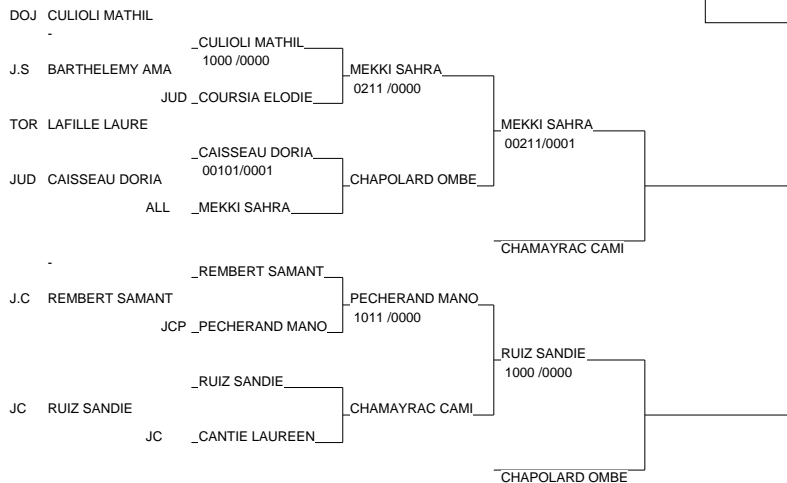 DOJ CULIOLI MATHIL
-
_CULIOLI MATHIL
1000 /0000
J.S BARTHELEMY AMA
MEKKI SAHRA
0211 /0000
JUD _COURSIA ELODIE
TOR LAFILLE LAURE
MEKKI SAHRA
00211/0001
_CAISSEAU DORIA
00101/0001
JUD CAISSEAU DORIA
CHAPOLARD OMBE
ALL _MEKKI SAHRA
CHAMAYRAC CAMI
-
_REMBERT SAMANT
J.C REMBERT SAMANT
PECHERAND MANO
1011 /0000
JCP _PECHERAND MANO
RUIZ SANDIE
1000 /0000
_RUIZ SANDIE
JC RUIZ SANDIE
CHAMAYRAC CAMI
JC _CANTIE LAUREEN
CHAPOLARD OMBE